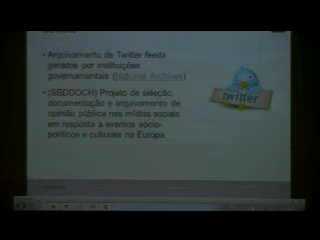 • Arquivamento de Twitter feeds
gerados por instituições
governamentais (National Archives)
• (SBDDOCH) Projeto de seleção,
documentação e arquivamento de
opinião pública nas mídias sociais
em resposta a eventos sócio-
políticos e culturais na Europa.
twitter